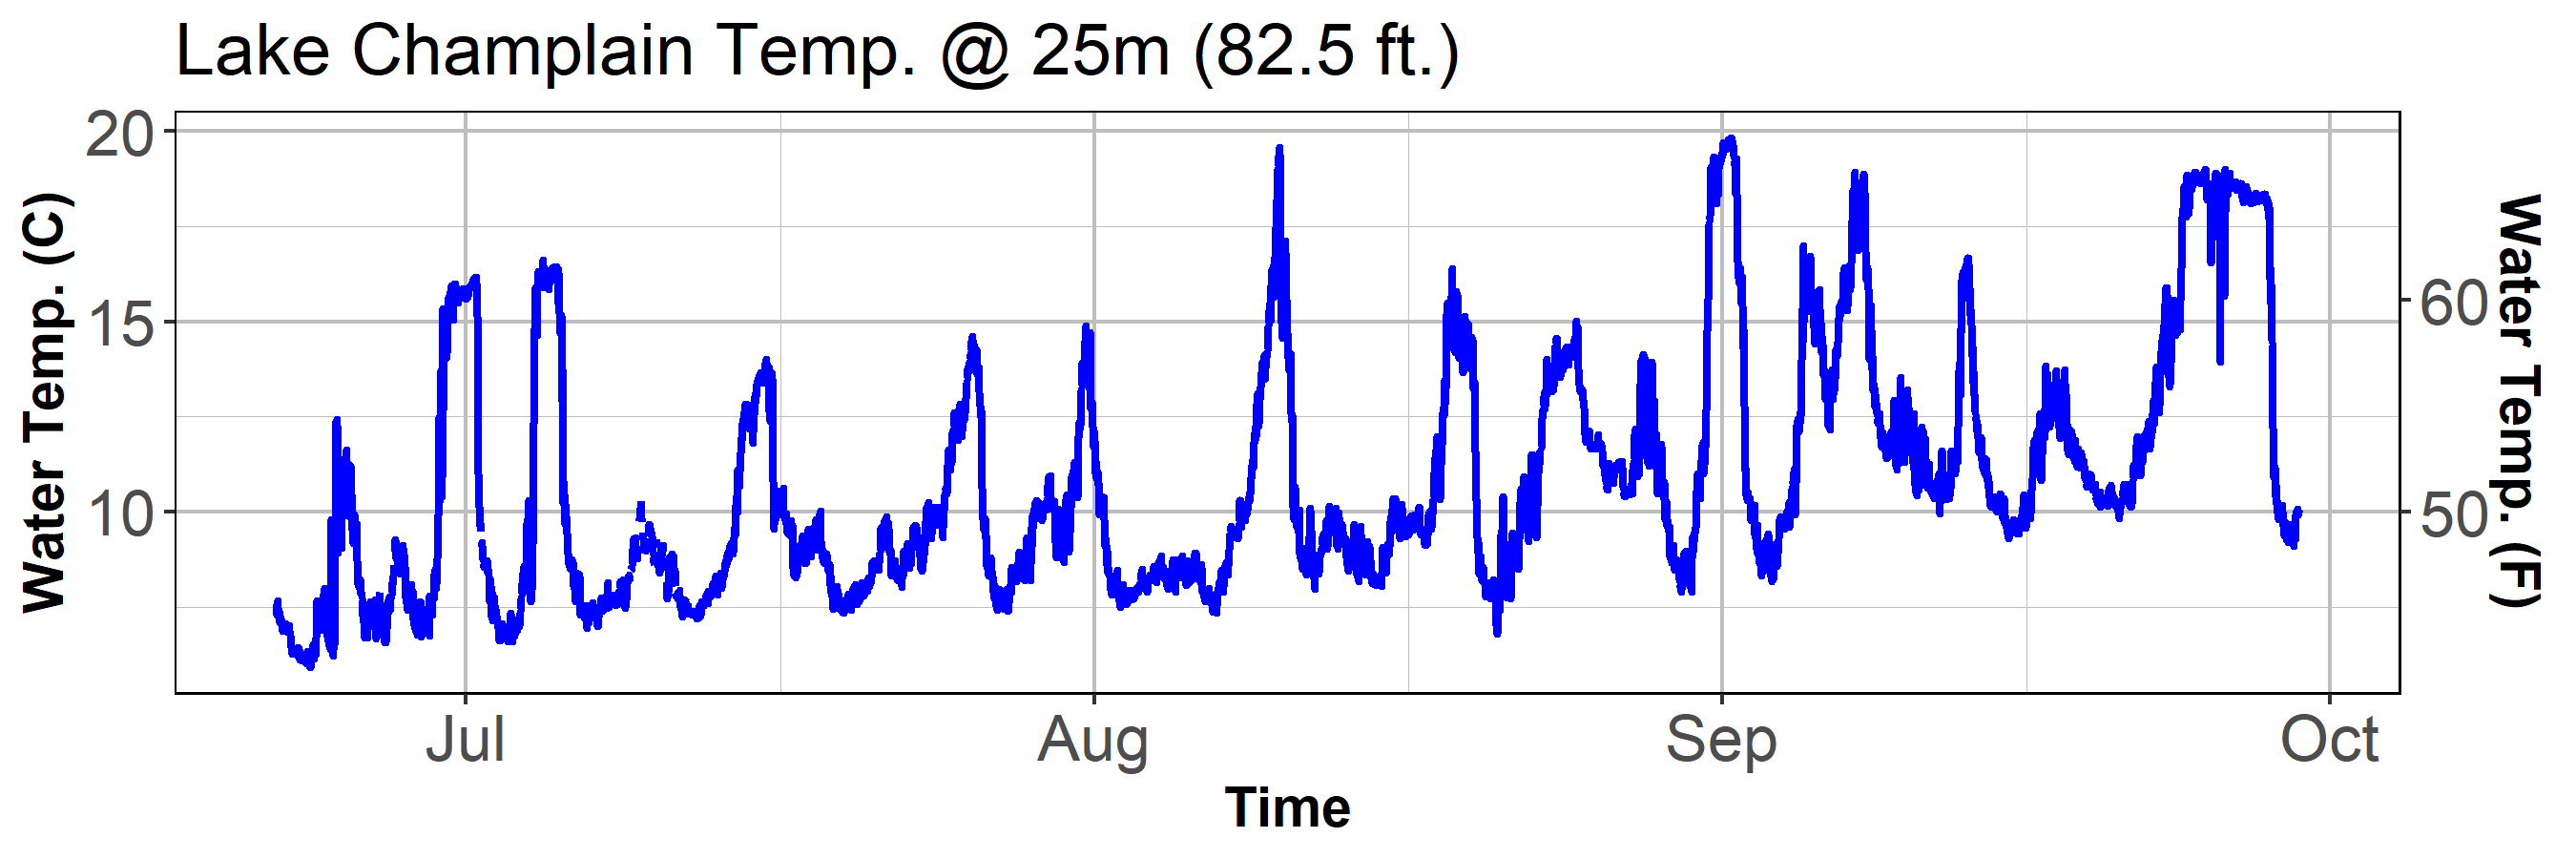 Lake Champlain Temp. @ 25m (82.5 ft.)
Water Temp. (C)
20
15
10
60
50
Water Temp. (F)
Jul Aug Sep Oct
Time